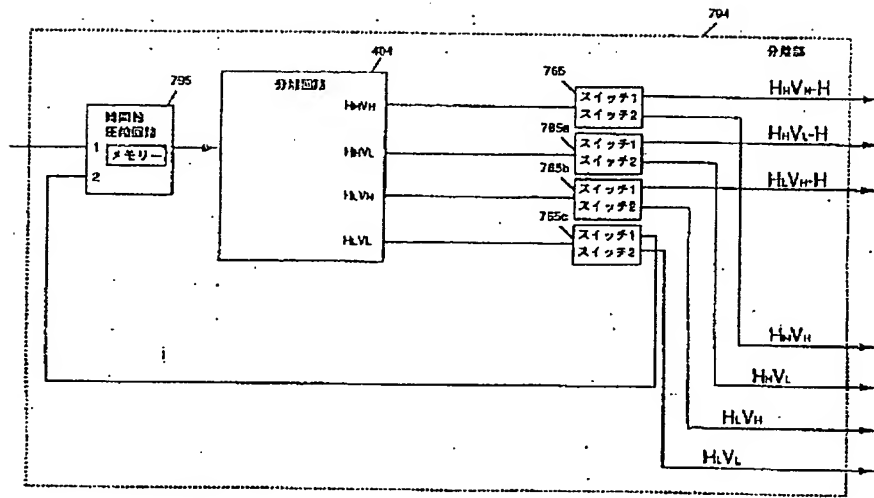 794
分離部
795
時間軸
圧縮回路
メモリー
1
2
404
分離回路
HHVH
HHVL
HLVH
HLVL
765
スイッチ1
スイッチ2
765a
スイッチ1
スイッチ2
765b
スイッチ1
スイッチ2
765c
スイッチ1
スイッチ2
HHVH-H
HHVL-H
HLVH-H
HHVH
HHVL
HLVH
HLVL